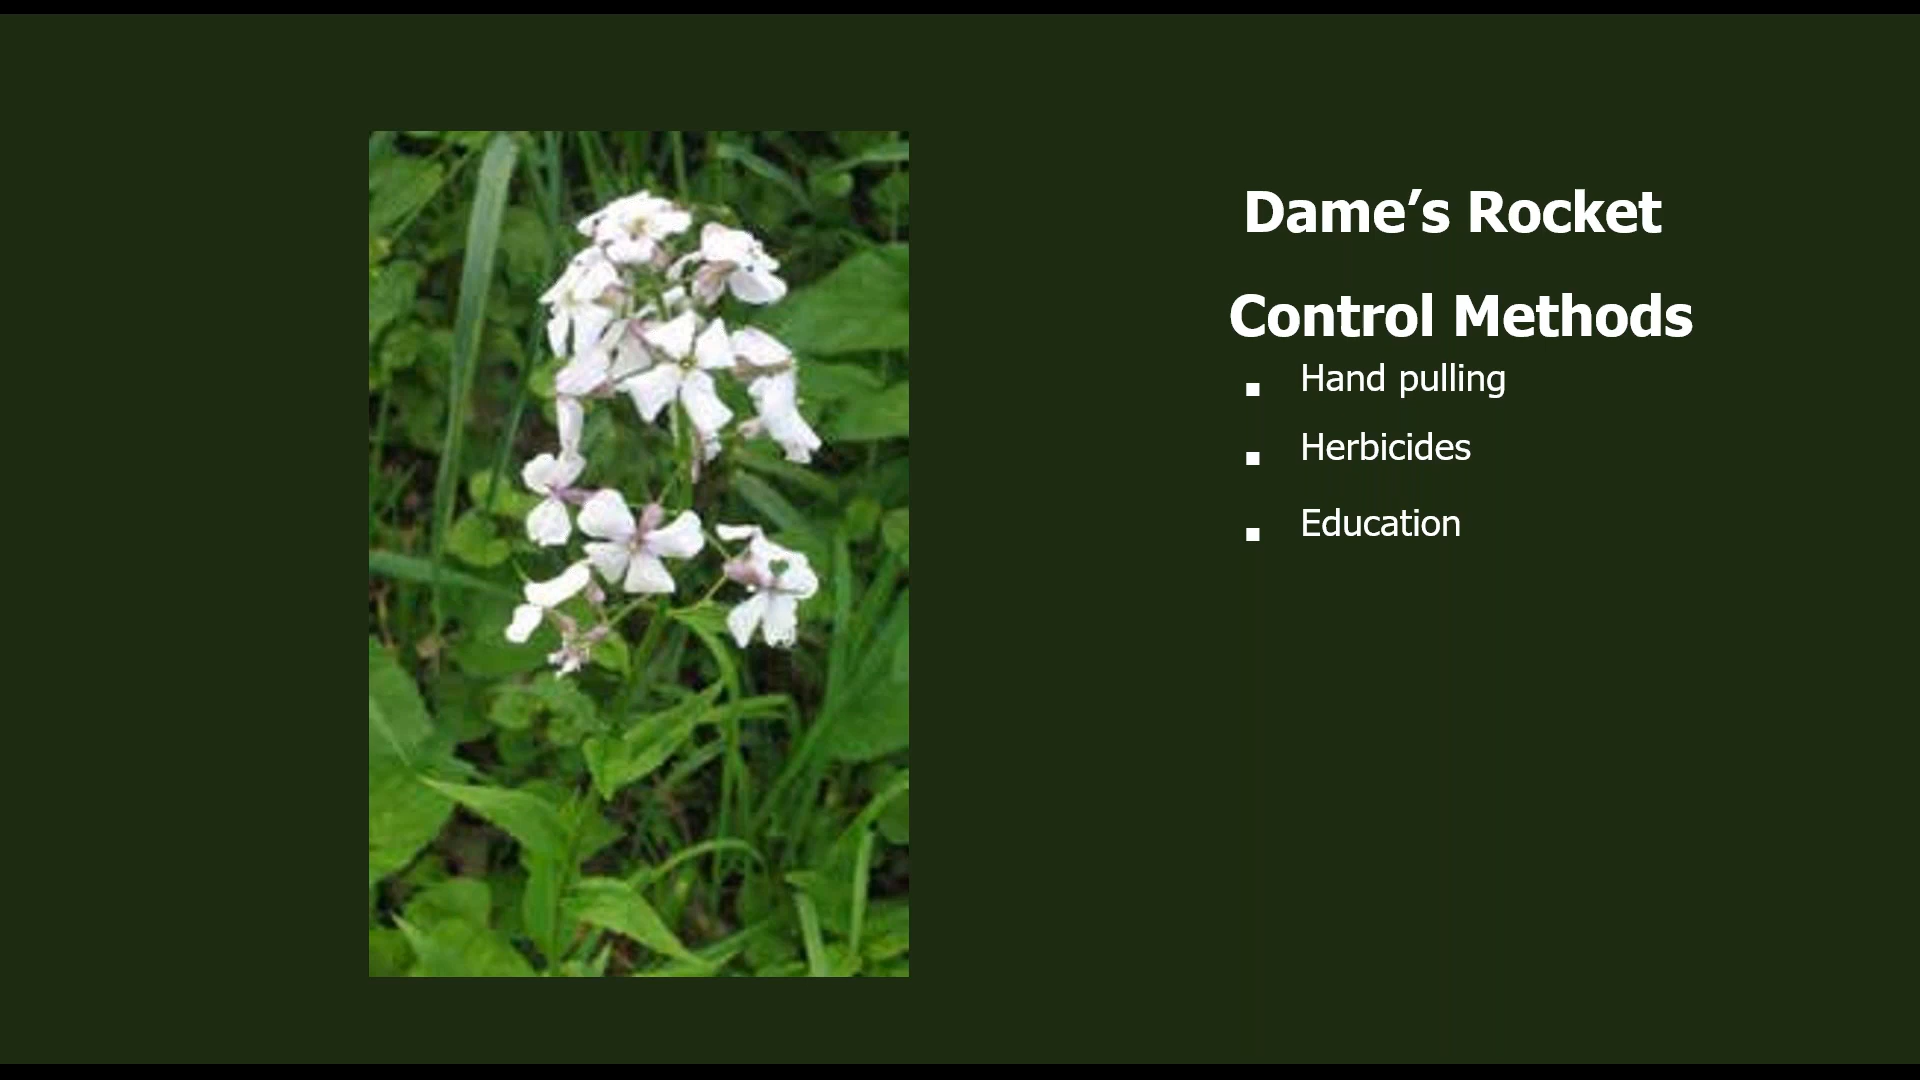 Dame’s Rocket
Control Methods
▪ Hand pulling
▪ Herbicides
▪ Education